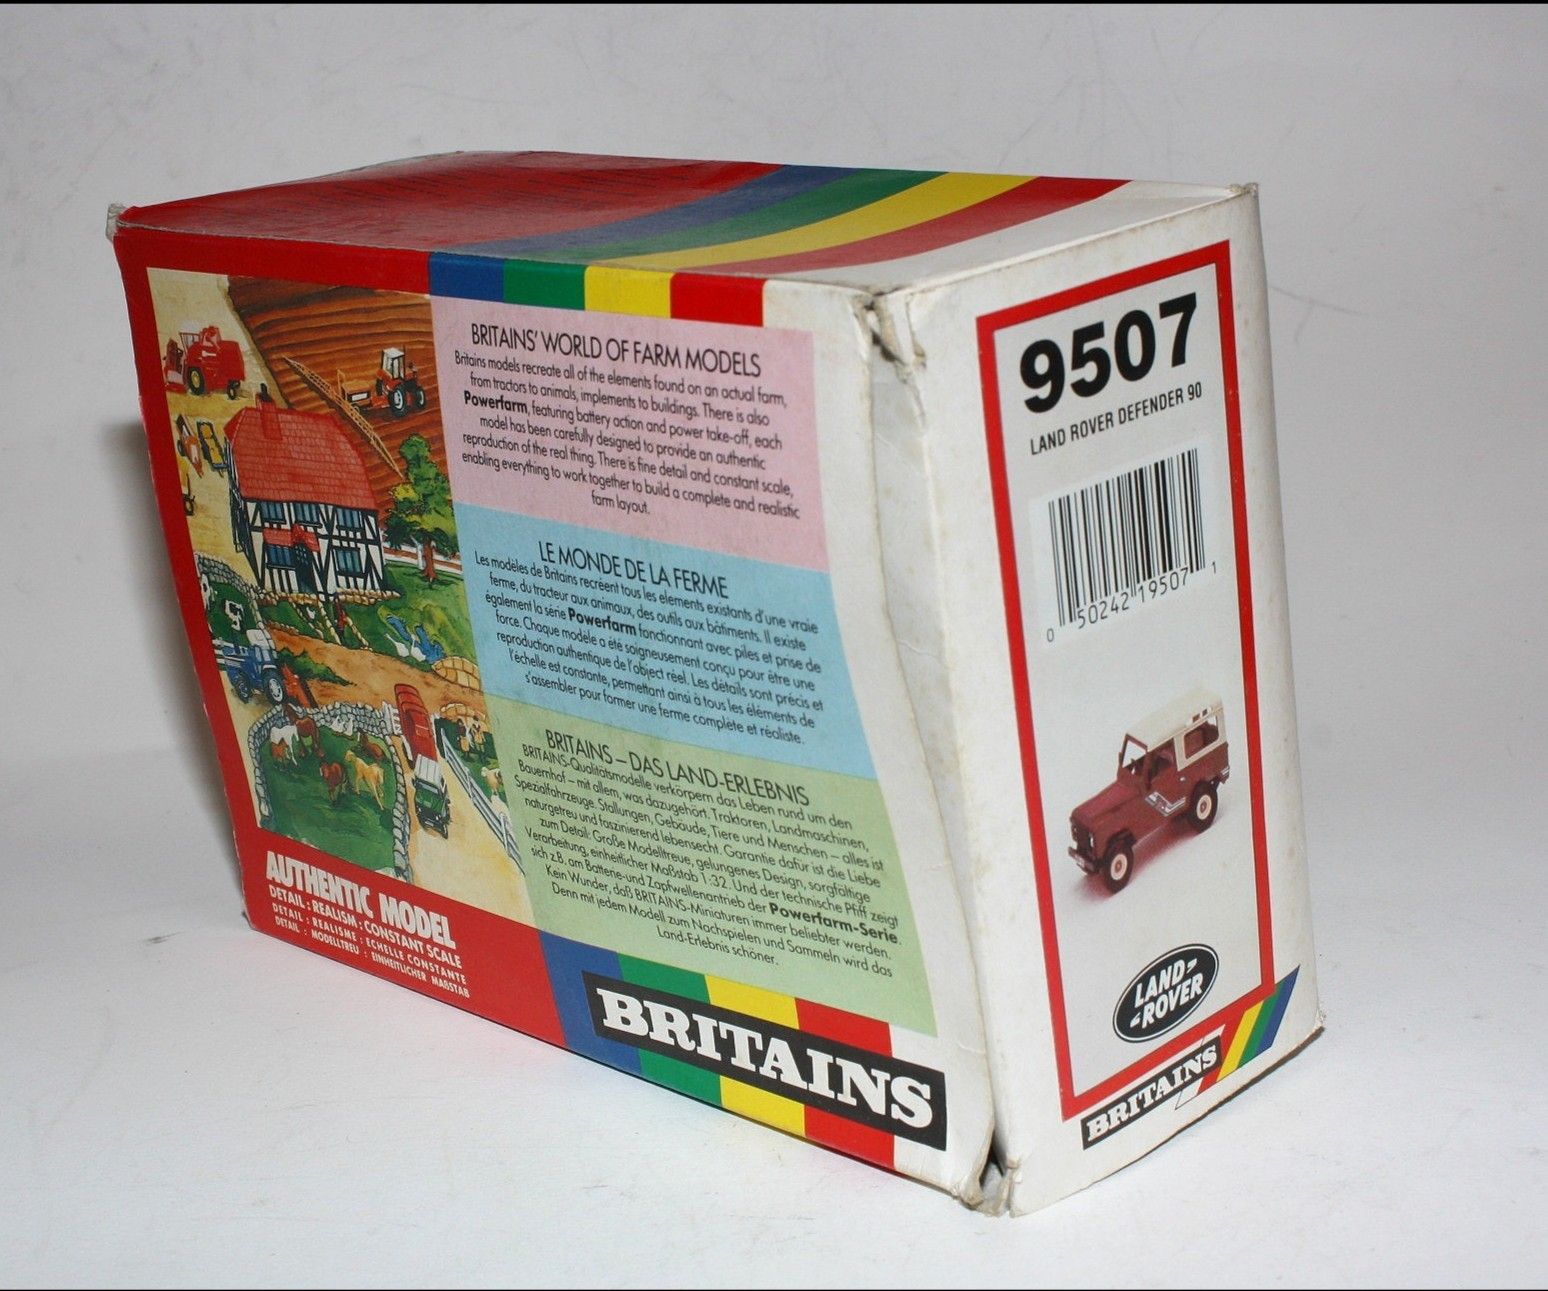 BRITAINS' WORLD OF FARM MODELS
Britains models recreate all of the elements found on an actual farm,
from tractors to animals, implements to buildings. There is also
Powerfarm, featuring battery action and power take-off, each
model has been carefully designed to provide an authentic
reproduction of the real thing. There is fine detail and constant scale,
enabling everything to work together to build a complete and realistic
farm layout.
LE MONDE DE LA FERME
Les modèles de Britains recréent tous les elements existants d'une vraie
ferme, du tracteur aux animaux, des outils aux bâtiments. Il existe
également la série Powerfarm fonctionnant avec piles et prise de
force. Chaque modèle a été soigneusement conçu pour être une
reproduction authentique de l'object réel. Les détails sont précis et
l'échelle est constante, permettant ainsi à tous les éléments de
s'assembler pour former une ferme complète et réaliste.
BRITAINS – DAS LAND-ERLEBNIS
BRITAINS-Qualitätsmodelle verkörpern das Leben rund um den
Bauernhof – mit allem, was dazugehört. Traktoren, Landmaschinen,
Spezialfahrzeuge. Stallungen, Gebäude, Tiere und Menschen – alles ist
naturgetreu und faszinierend lebensecht. Garantie dafür ist die Liebe
zum Detail: Große Modelltreue, gelungenes Design, sorgfältige
Verarbeitung, einheitlicher Maßstab 1:32. Und der technische Pfiff zeigt
sich z.B. am Batterie-und Zapfwellenantrieb der Powerfarm-Serie.
Kein Wunder, daß BRITAINS-Miniaturen immer beliebter werden.
Denn mit jedem Modell zum Nachspielen und Sammeln wird das
Land-Erlebnis schöner.
AUTHENTIC MODEL
DETAIL : REALISM : CONSTANT SCALE
DETAIL : REALISME : ECHELLE CONSTANTE
DETAIL : MODELLTREU : EINHEITLICHER MAßSTAB
BRITAINS
9507
LAND ROVER DEFENDER 90
0 50242 19507 1
LAND-
-ROVER
BRITAINS